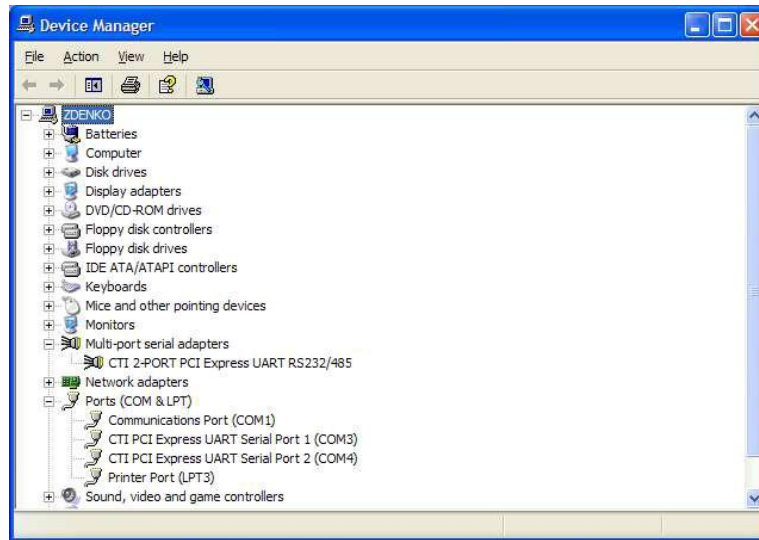 Device Manager
File Action View Help
ZDENKO
Batteries
Computer
Disk drives
Display adapters
DVD/CD-ROM drives
Floppy disk controllers
Floppy disk drives
IDE ATA/ATAPI controllers
Keyboards
Mice and other pointing devices
Monitors
Multi-port serial adapters
CTI 2-PORT PCI Express UART RS232/485
Network adapters
Ports (COM & LPT)
Communications Port (COM1)
CTI PCI Express UART Serial Port 1 (COM3)
CTI PCI Express UART Serial Port 2 (COM4)
Printer Port (LPT3)
Sound, video and game controllers